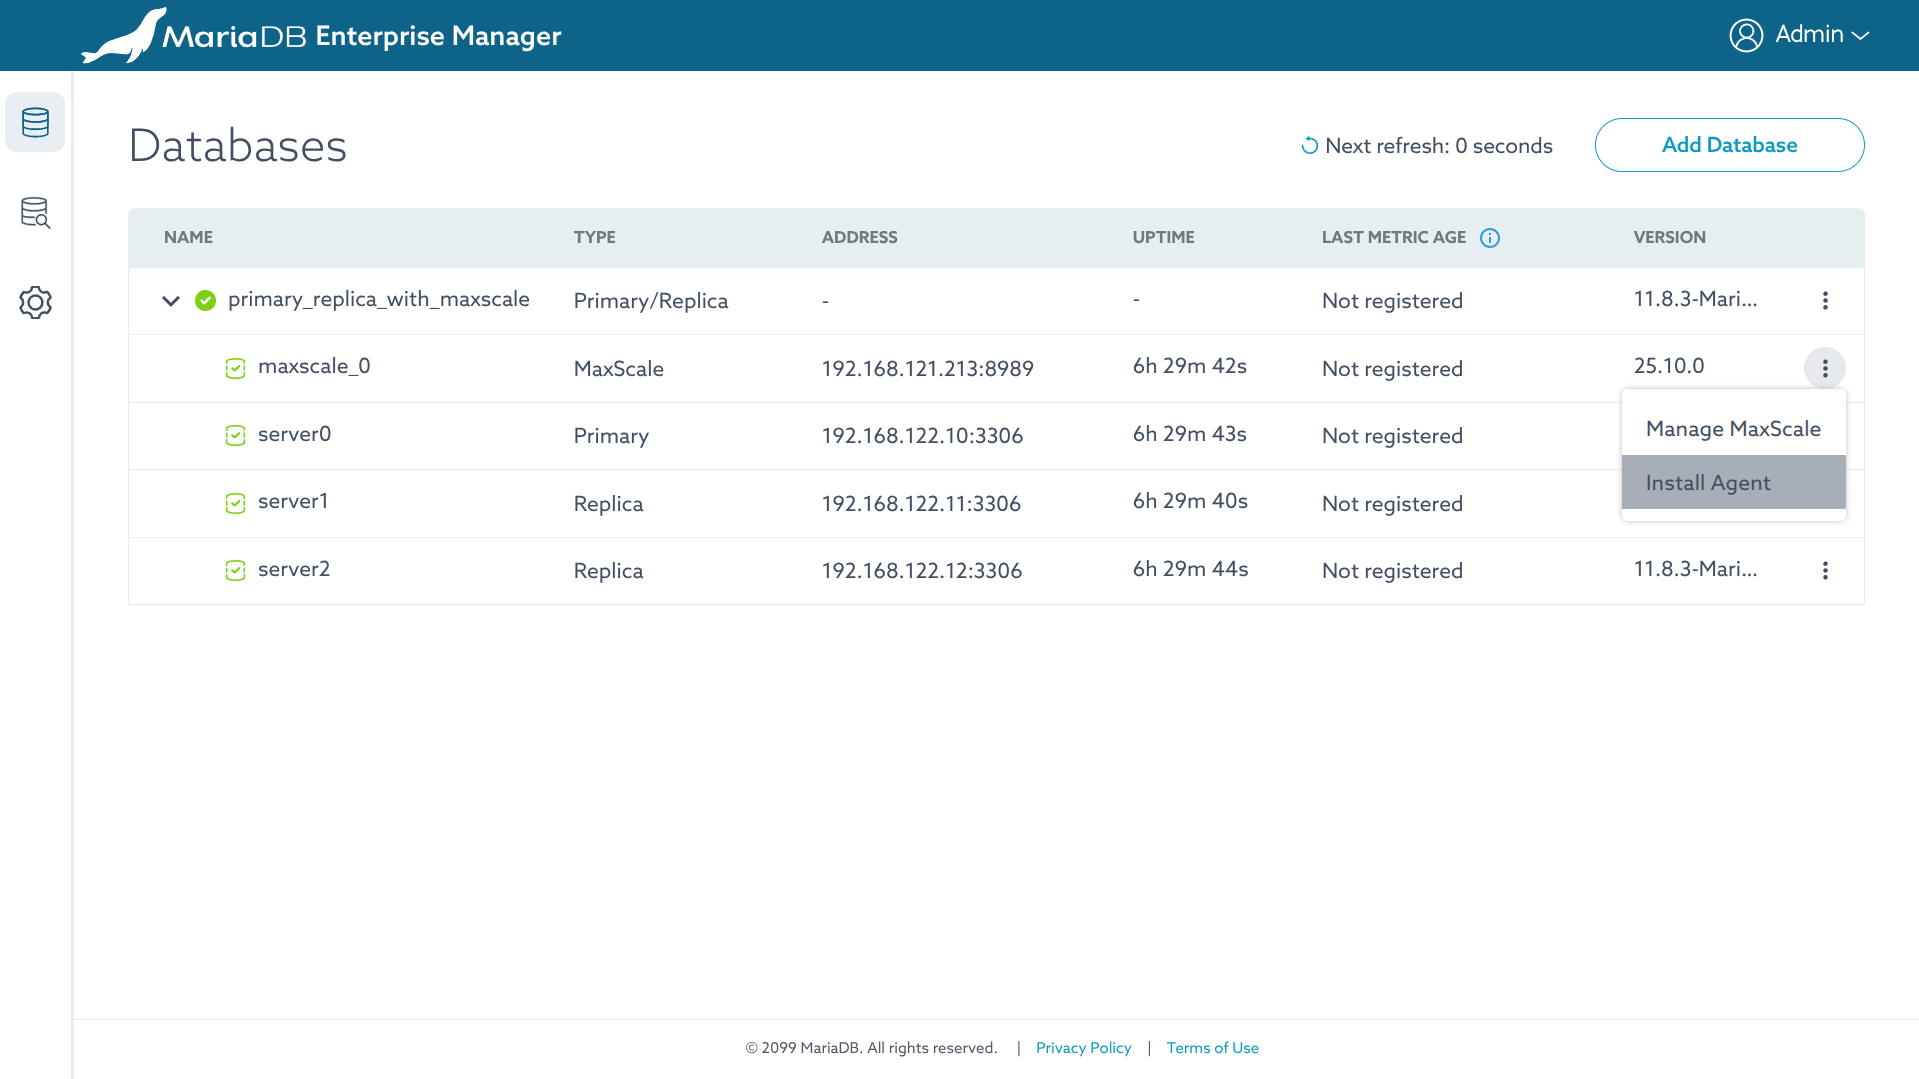 MariaDB Enterprise Manager
Admin
Databases
Next refresh: 0 seconds
Add Database
NAME TYPE ADDRESS UPTIME LAST METRIC AGE VERSION
primary_replica_with_maxscale Primary/Replica - - Not registered 11.8.3-Mari...
maxscale_0 MaxScale 192.168.121.213:8989 6h 29m 42s Not registered 25.10.0
Manage MaxScale
server0 Primary 192.168.122.10:3306 6h 29m 43s Not registered
Install Agent
server1 Replica 192.168.122.11:3306 6h 29m 40s Not registered
server2 Replica 192.168.122.12:3306 6h 29m 44s Not registered 11.8.3-Mari...
© 2099 MariaDB. All rights reserved. | Privacy Policy | Terms of Use